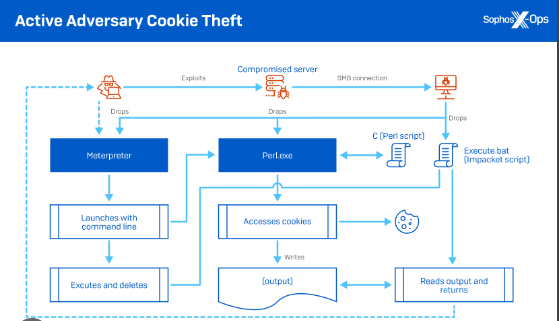 Active Adversary Cookie Theft
Sophos X-Ops
Compromised server
Exploits
SMB connection
Drops
Drops
Drops
C (Perl script)
Execute.bat
(Impacket script)
Meterpreter
Perl.exe
Launches with
command line
Accesses cookies
Writes
Excutes and deletes
[output]
Reads output and
returns